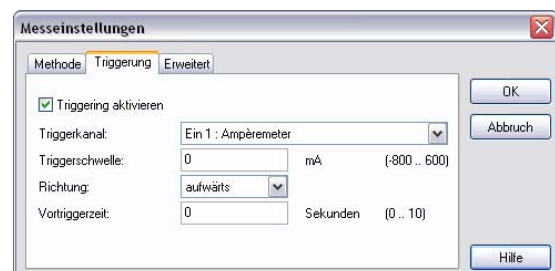 Messeinstellungen
Methode Triggerung Erweitert
OK
Triggering aktivieren
Triggerkanal: Ein 1 : Ampèremeter
Abbruch
Triggerschwelle: 0 mA (-800 .. 600)
Richtung: aufwärts
Vortriggerzeit: 0 Sekunden (0 .. 10)
Hilfe